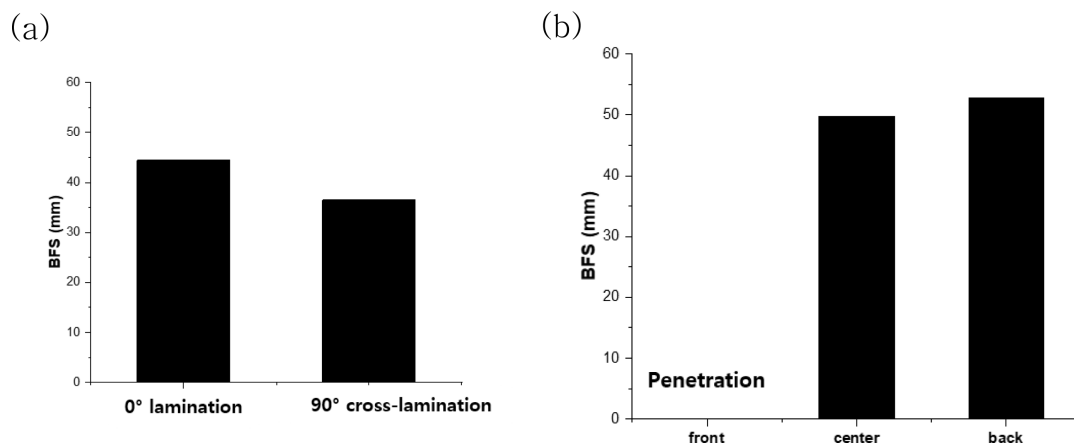 (a)
60
50
40
30
20
10
0
BFS (mm)
0° lamination
90° cross-lamination
(b)
60
50
40
30
20
10
0
BFS (mm)
Penetration
front
center
back